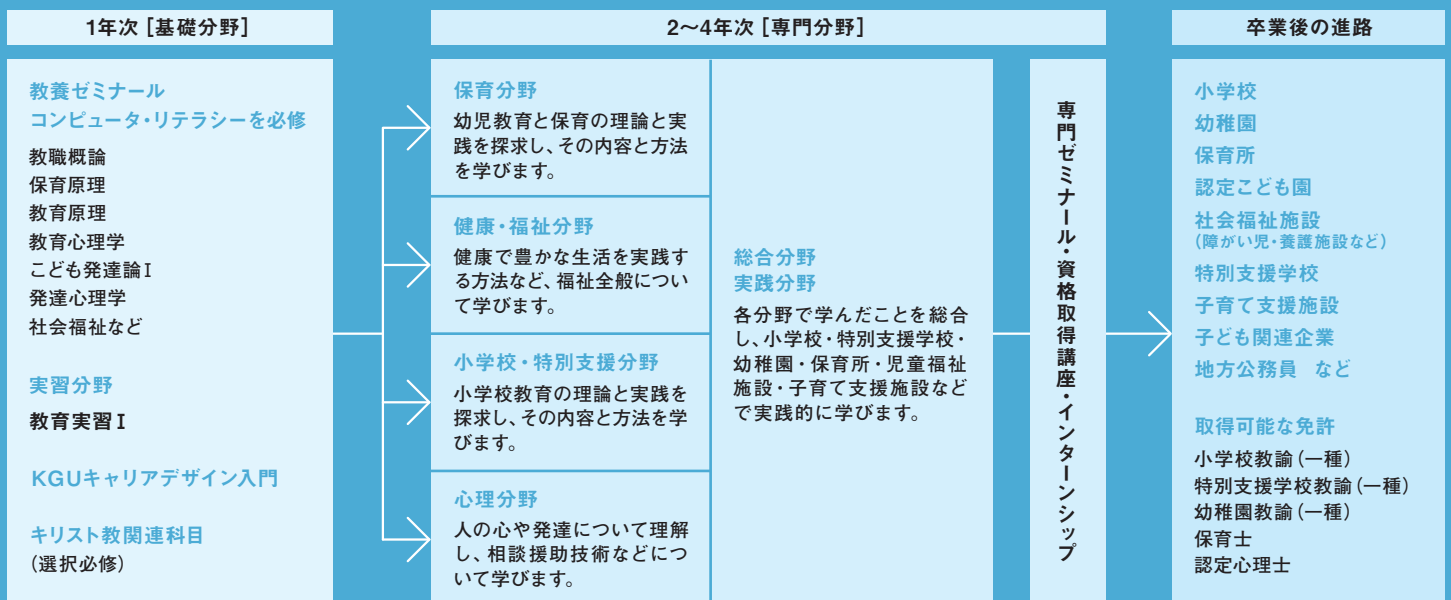 1年次［基礎分野］
教養ゼミナール
コンピュータ・リテラシーを必修
教職概論
保育原理
教育原理
教育心理学
こども発達論Ⅰ
発達心理学
社会福祉など
実習分野
教育実習Ⅰ
KGUキャリアデザイン入門
キリスト教関連科目
（選択必修）
2〜4年次［専門分野］
保育分野
幼児教育と保育の理論と実
践を探求し、その内容と方法
を学びます。
健康・福祉分野
健康で豊かな生活を実践す
る方法など、福祉全般につい
て学びます。
小学校・特別支援分野
小学校教育の理論と実践を
探求し、その内容と方法を学
びます。
心理分野
人の心や発達について理解
し、相談援助技術などにつ
いて学びます。
総合分野
実践分野
各分野で学んだことを総合
し、小学校・特別支援学校・
幼稚園・保育所・児童福祉
施設・子育て支援施設など
で実践的に学びます。
専門ゼミナール・資格取得講座・インターンシップ
卒業後の進路
小学校
幼稚園
保育所
認定こども園
社会福祉施設
（障がい児・養護施設など）
特別支援学校
子育て支援施設
子ども関連企業
地方公務員　など
取得可能な免許
小学校教諭（一種）
特別支援学校教諭（一種）
幼稚園教諭（一種）
保育士
認定心理士